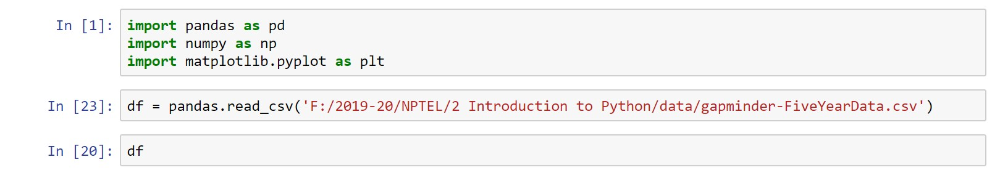 In [1]: import pandas as pd
import numpy as np
import matplotlib.pyplot as plt
In [23]: df = pandas.read_csv('F:/2019-20/NPTEL/2 Introduction to Python/data/gapminder-FiveYearData.csv')
In [20]: df